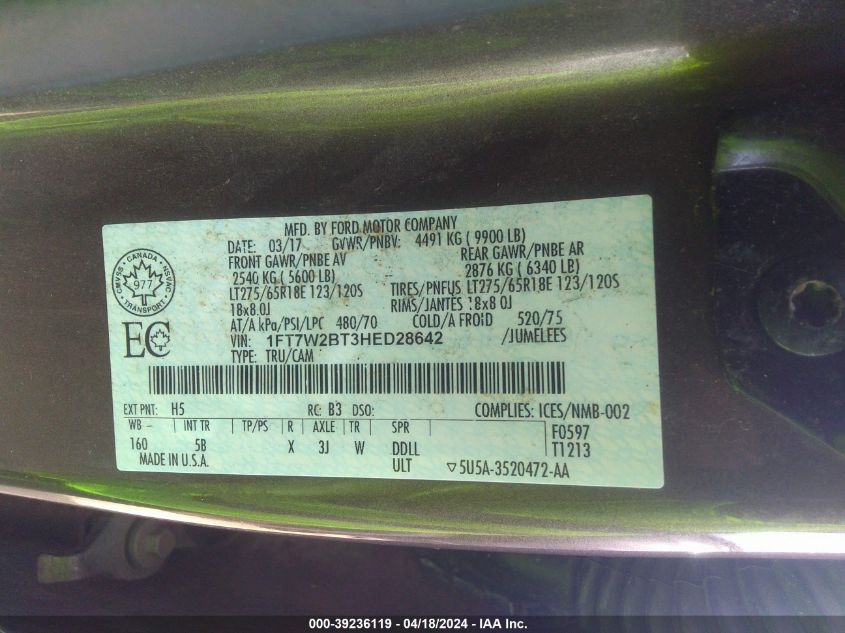 MFD. BY FORD MOTOR COMPANY
DATE: 03/17 GVWR/PNBV: 4491 KG ( 9900 LB)
FRONT GAWR/PNBE AV REAR GAWR/PNBE AR
2540 KG ( 5600 LB) 2876 KG ( 6340 LB)
LT275/65R18E 123/120S TIRES/PNEUS LT275/65R18E 123/120S
18x8.0J RIMS/JANTES 18x8.0J
AT/A kPa/PSI/LPC 480/70 COLD/A FROID 520/75
VIN: 1FT7W2BT3HED28642 /JUMELEES
TYPE: TRU/CAM
CANADA
CMVSS NSVAC
977
TRANSPORT
EC
EXT PNT: H5 RC: B3 DSO: COMPLIES: ICES/NMB-002
WB INT TR TP/PS R AXLE TR SPR F0597
160 5B X 3J W DDLL T1213
MADE IN U.S.A. ULT ▽5U5A-3520472-AA
000-39236119 - 04/18/2024 - IAA Inc.